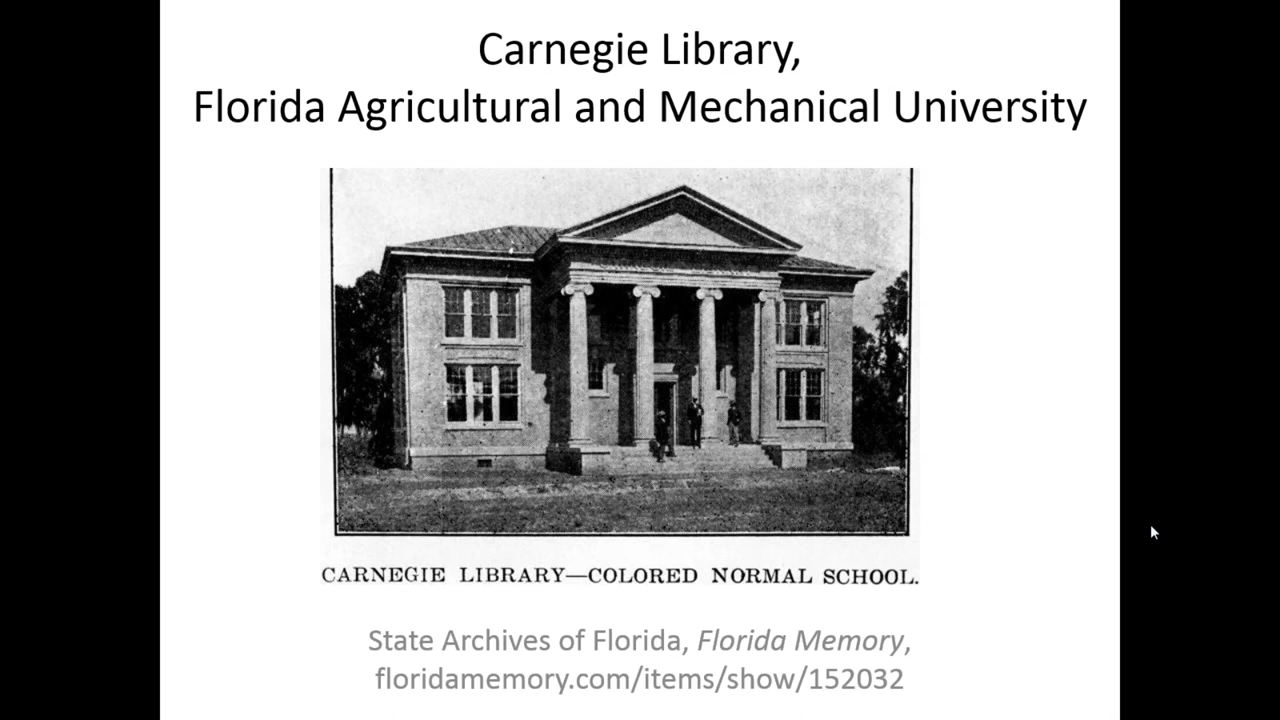 Carnegie Library,
Florida Agricultural and Mechanical University
CARNEGIE LIBRARY—COLORED NORMAL SCHOOL.
State Archives of Florida, Florida Memory,
floridamemory.com/items/show/152032